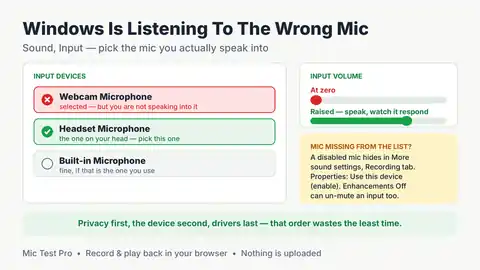 Windows Is Listening To The Wrong Mic
Sound, Input — pick the mic you actually speak into
INPUT DEVICES
Webcam Microphone
selected — but you are not speaking into it
Headset Microphone
the one on your head — pick this one
Built-in Microphone
fine, if that is the one you use
INPUT VOLUME
At zero
Raised — speak, watch it respond
MIC MISSING FROM THE LIST?
A disabled mic hides in More
sound settings, Recording tab.
Properties: Use this device
(enable). Enhancements Off
can un-mute an input too.
Privacy first, the device second, drivers last — that order wastes the least time.
Mic Test Pro • Record & play back in your browser • Nothing is uploaded